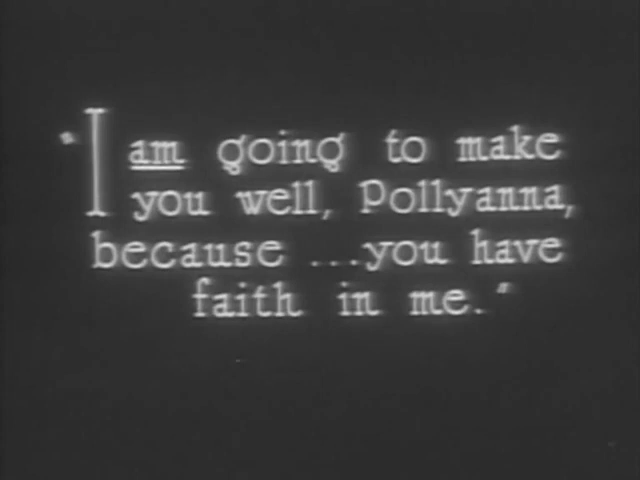 "I am going to make
you well, Pollyanna,
because ...you have
faith in me."